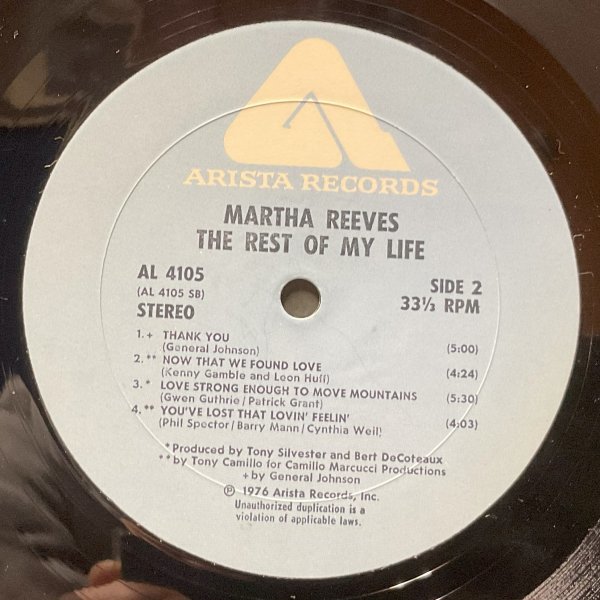 ARISTA RECORDS
MARTHA REEVES
THE REST OF MY LIFE
AL 4105
(AL 4105 SB)
STEREO
SIDE 2
33⅓ RPM
1. + THANK YOU (5:00)
(General Johnson)
2. ** NOW THAT WE FOUND LOVE (4:24)
(Kenny Gamble and Leon Huff)
3. * LOVE STRONG ENOUGH TO MOVE MOUNTAINS (5:30)
(Gwen Guthrie/Patrick Grant)
4. ** YOU'VE LOST THAT LOVIN' FEELIN' (4:03)
(Phil Spector/Barry Mann/Cynthia Weil)
*Produced by Tony Silvester and Bert DeCoteaux
**by Tony Camillo for Camillo Marcucci Productions
+by General Johnson
℗ 1976 Arista Records, Inc.
Unauthorized duplication is a
violation of applicable laws.